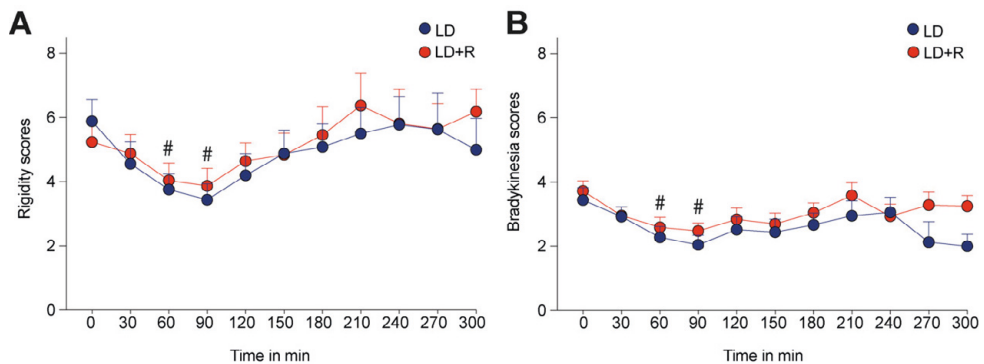 A
LD
LD+R
8
6
4
2
0
Rigidity scores
# #
0 30 60 90 120 150 180 210 240 270 300
Time in min
B
LD
LD+R
8
6
4
2
0
Bradykinesia scores
# #
0 30 60 90 120 150 180 210 240 270 300
Time in min